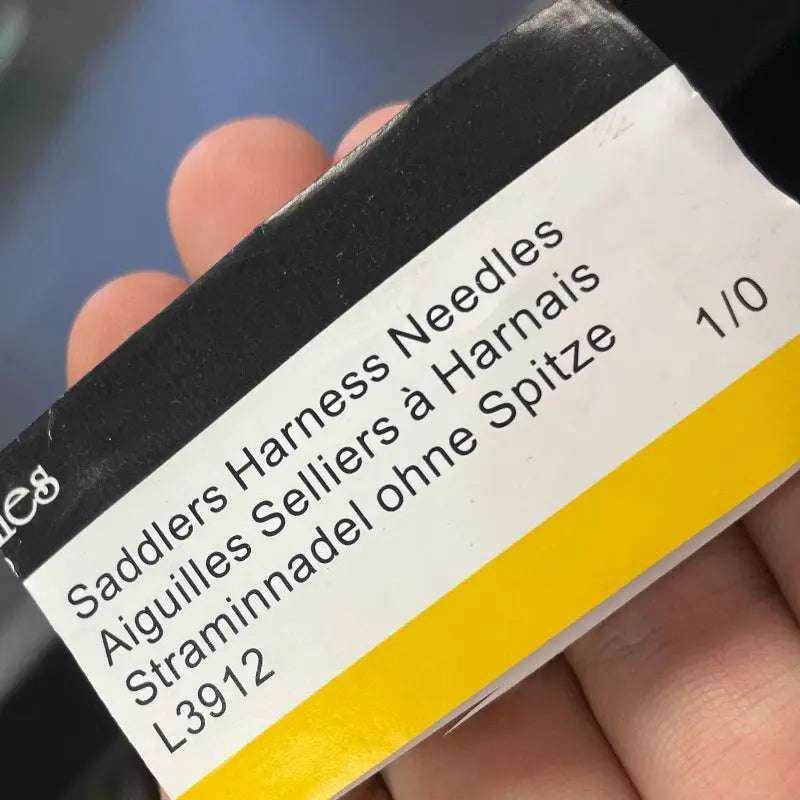 Saddlers Harness Needles
Aiguilles Selliers à Harnais
Straminnadel ohne Spitze
L3912
1/0